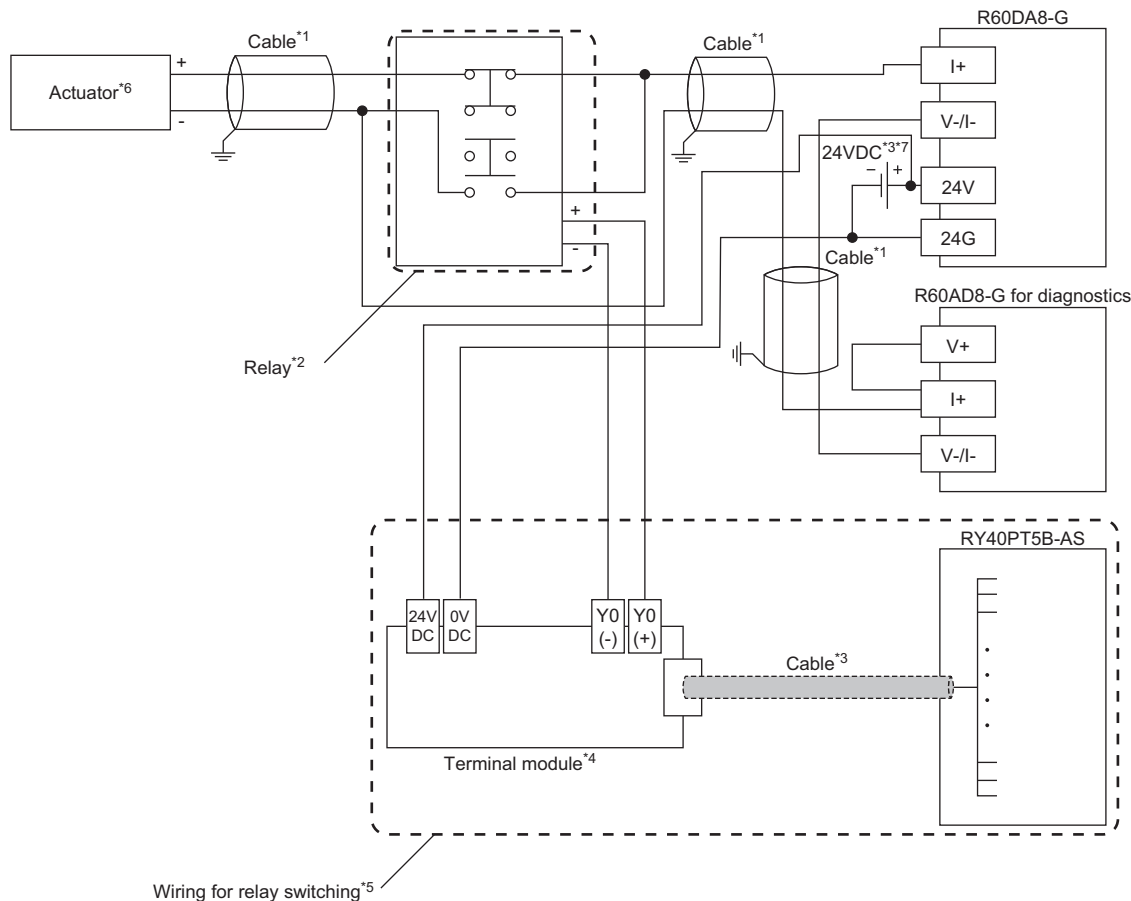 R60DA8-G
Cable*1
Cable*1
+
I+
Actuator*6
-
V-/I-
24VDC*3*7
− +
24V
+
24G
-
Cable*1
R60AD8-G for diagnostics
V+
Relay*2
I+
V-/I-
RY40PT5B-AS
24V
DC
0V
DC
Y0
(-)
Y0
(+)
Cable*3
Terminal module*4
Wiring for relay switching*5